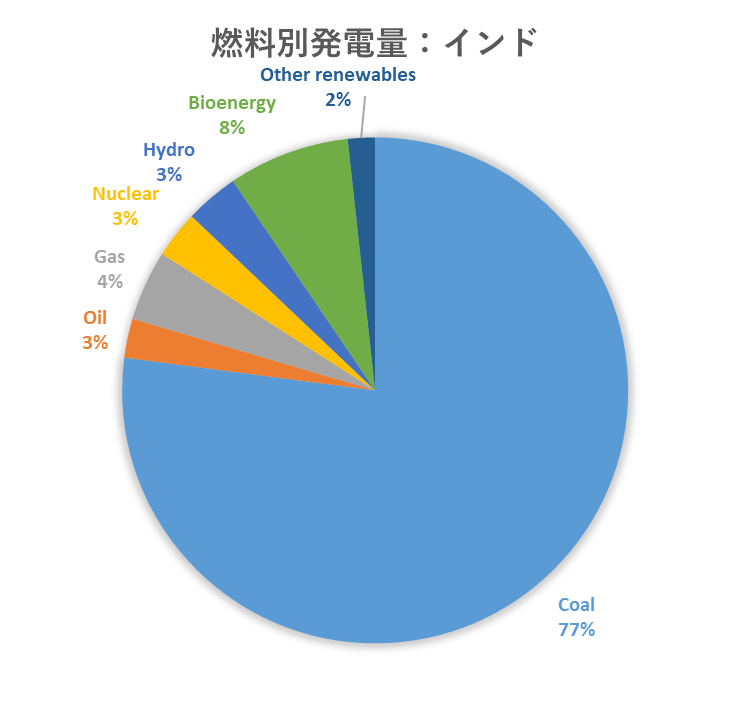 燃料別発電量：インド
Other renewables
2%
Bioenergy
8%
Hydro
3%
Nuclear
3%
Gas
4%
Oil
3%
Coal
77%